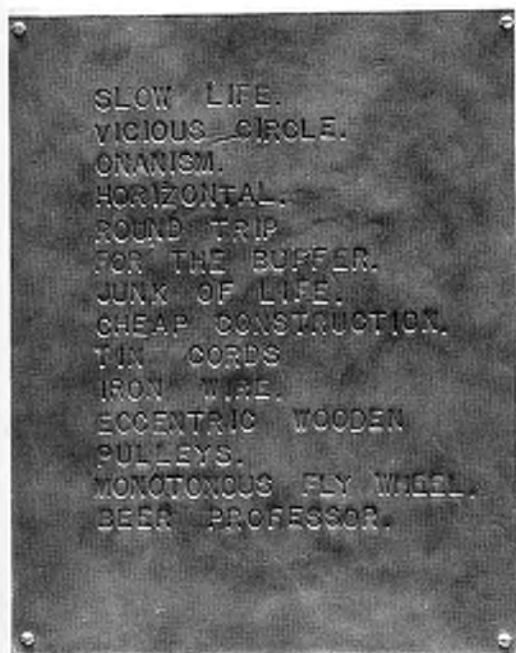 SLOW LIFE.
VICIOUS CIRCLE.
ONANISM.
HORIZONTAL.
ROUND TRIP
FOR THE BUFFER.
JUNK OF LIFE.
CHEAP CONSTRUCTION.
TIN CORDS
IRON WIRE.
ECCENTRIC WOODEN
PULLEYS.
MONOTONOUS FLY WHEEL.
BEER PROFESSOR.